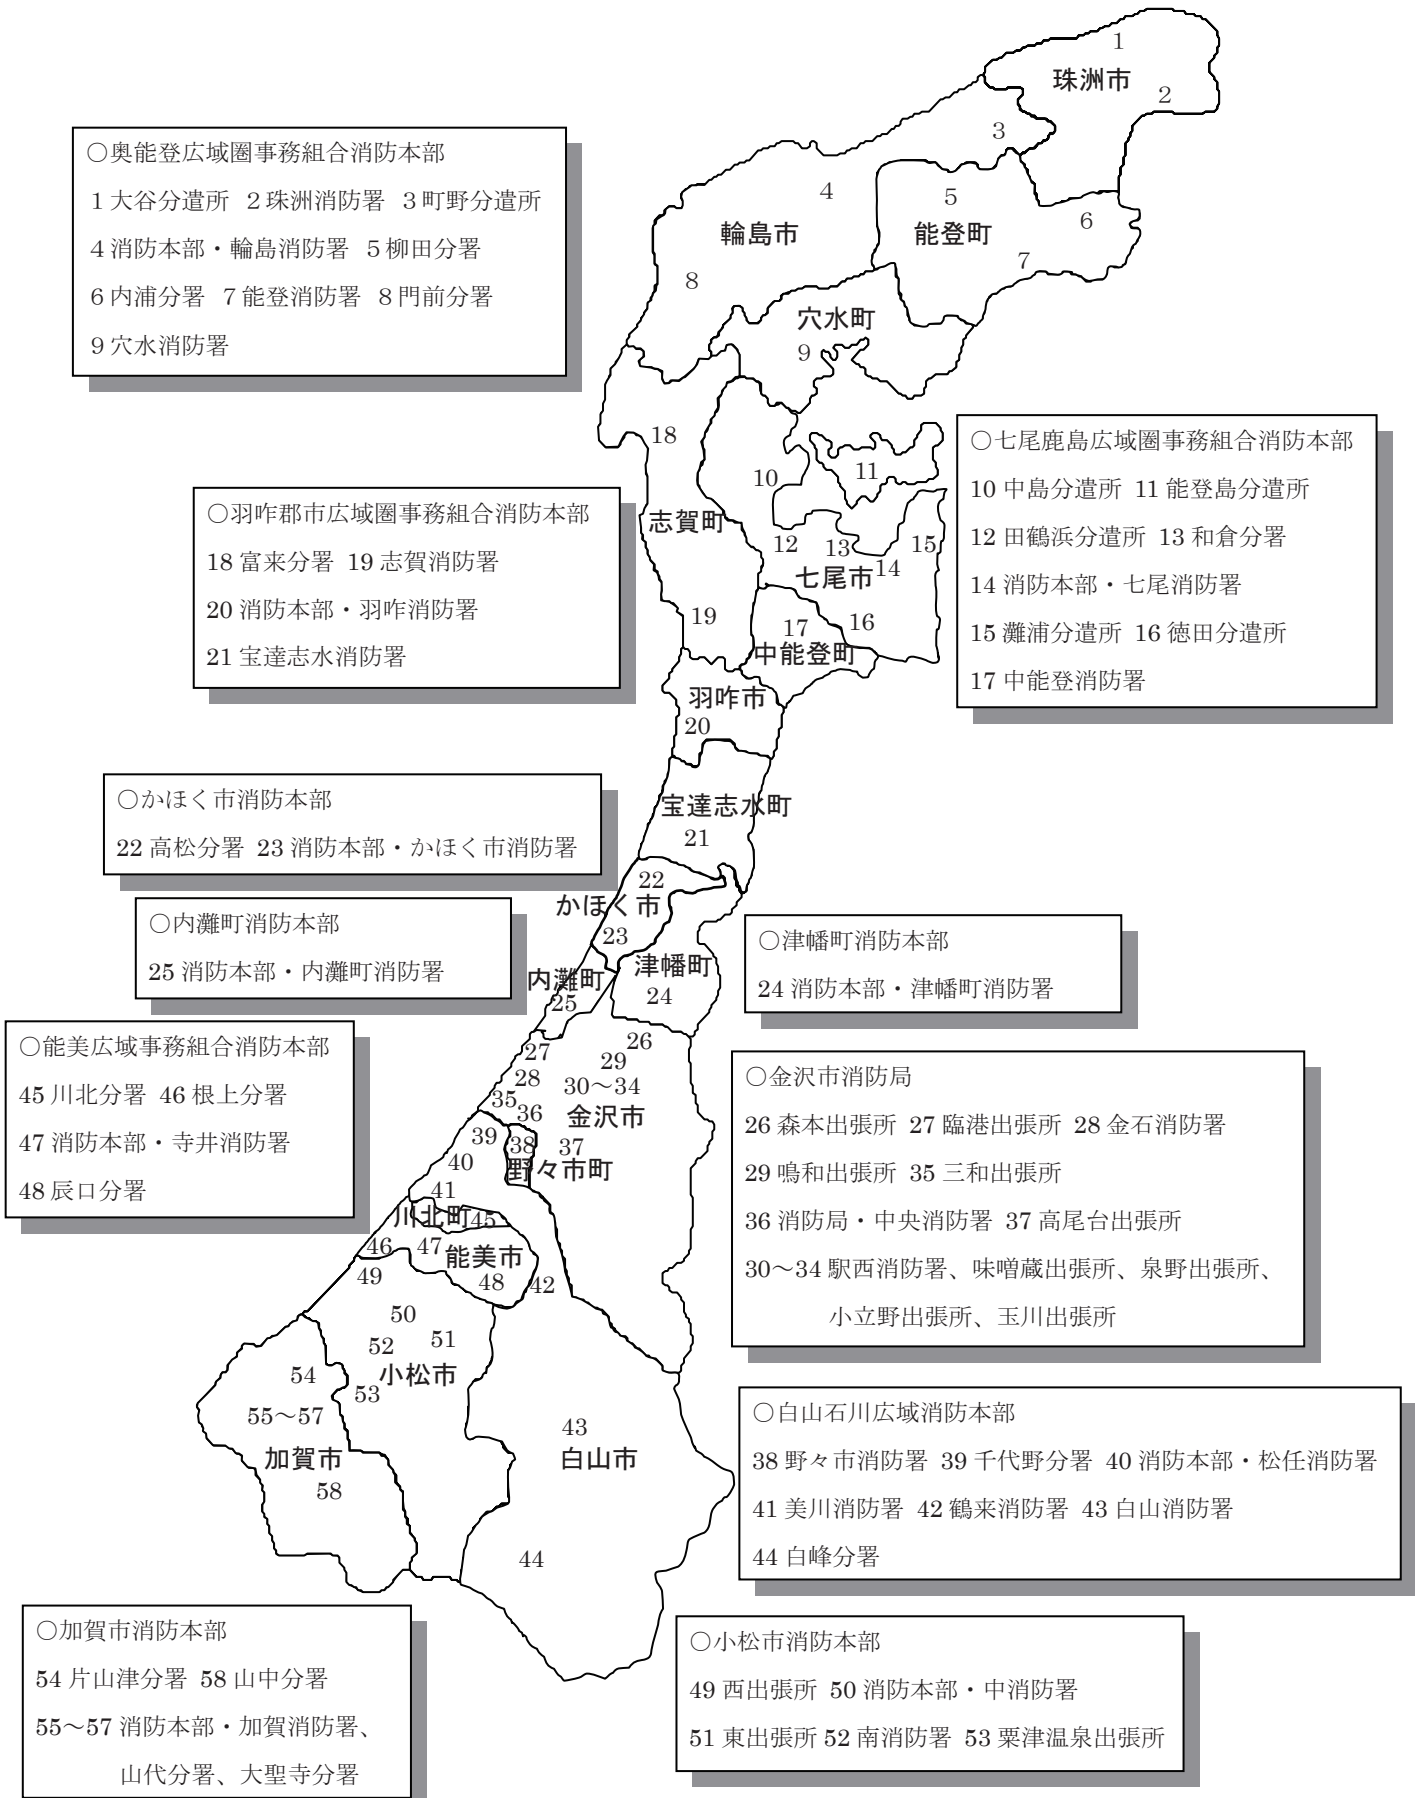 1
珠洲市
2
3
○奥能登広域圏事務組合消防本部
1大谷分遣所 2珠洲消防署 3町野分遣所
4消防本部・輪島消防署 5柳田分署
6内浦分署 7能登消防署 8門前分署
9穴水消防署
4
5
輪島市
能登町
6
7
8
穴水町
9
18
10
11
○七尾鹿島広域圏事務組合消防本部
10 中島分遣所 11 能登島分遣所
12 田鶴浜分遣所 13 和倉分署
14 消防本部・七尾消防署
15 灘浦分遣所 16 徳田分遣所
17 中能登消防署
○羽咋郡市広域圏事務組合消防本部
18 富来分署 19 志賀消防署
20 消防本部・羽咋消防署
21 宝達志水消防署
志賀町
12
13
15
七尾市
14
19
17
16
中能登町
羽咋市
20
○かほく市消防本部
22 高松分署 23 消防本部・かほく市消防署
宝達志水町
21
22
かほく市
23
○内灘町消防本部
25 消防本部・内灘町消防署
内灘町
25
津幡町
24
○津幡町消防本部
24 消防本部・津幡町消防署
○能美広域事務組合消防本部
45 川北分署 46 根上分署
47 消防本部・寺井消防署
48 辰口分署
27
26
29
28
30～34
35
36
金沢市
39
38
37
40
野々市町
41
○金沢市消防局
26 森本出張所 27 臨港出張所 28 金石消防署
29 鳴和出張所 35 三和出張所
36 消防局・中央消防署 37 高尾台出張所
30～34 駅西消防署、味噌蔵出張所、泉野出張所、
小立野出張所、玉川出張所
川北町
45
46
47
能美市
49
48
42
50
52
51
小松市
54
53
55～57
43
加賀市
白山市
58
44
○白山石川広域消防本部
38 野々市消防署 39 千代野分署 40 消防本部・松任消防署
41 美川消防署 42 鶴来消防署 43 白山消防署
44 白峰分署
○加賀市消防本部
54 片山津分署 58 山中分署
55～57 消防本部・加賀消防署、
山代分署、大聖寺分署
○小松市消防本部
49 西出張所 50 消防本部・中消防署
51 東出張所 52 南消防署 53 粟津温泉出張所